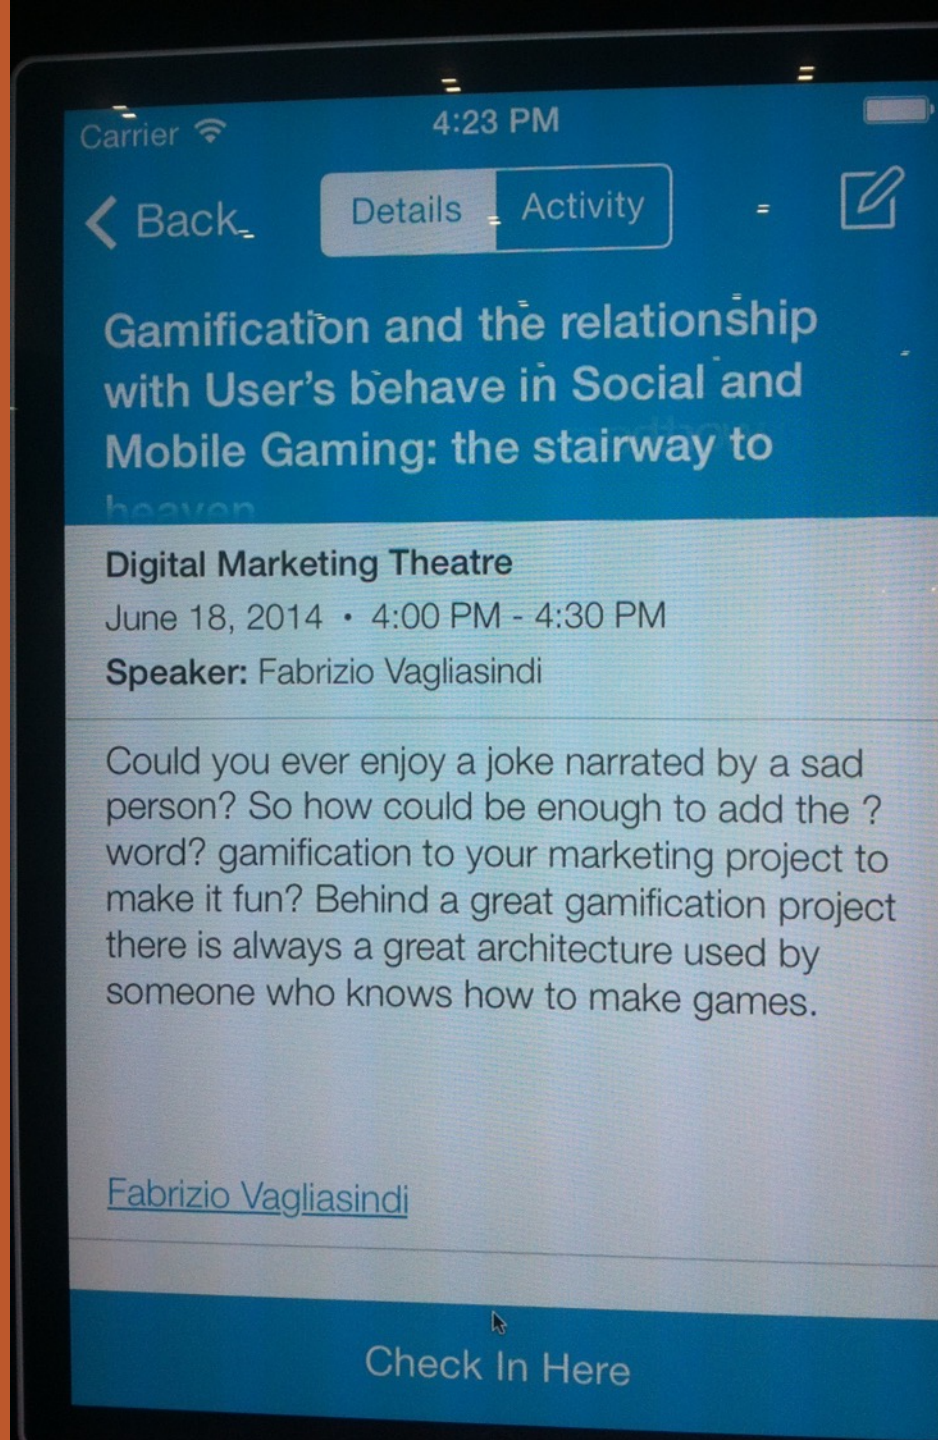 Carrier
4:23 PM
Back
Details
Activity
Gamification and the relationship
with User's behave in Social and
Mobile Gaming: the stairway to
heaven
Digital Marketing Theatre
June 18, 2014 • 4:00 PM - 4:30 PM
Speaker: Fabrizio Vagliasindi
Could you ever enjoy a joke narrated by a sad
person? So how could be enough to add the ?
word? gamification to your marketing project to
make it fun? Behind a great gamification project
there is always a great architecture used by
someone who knows how to make games.
Fabrizio Vagliasindi
Check In Here